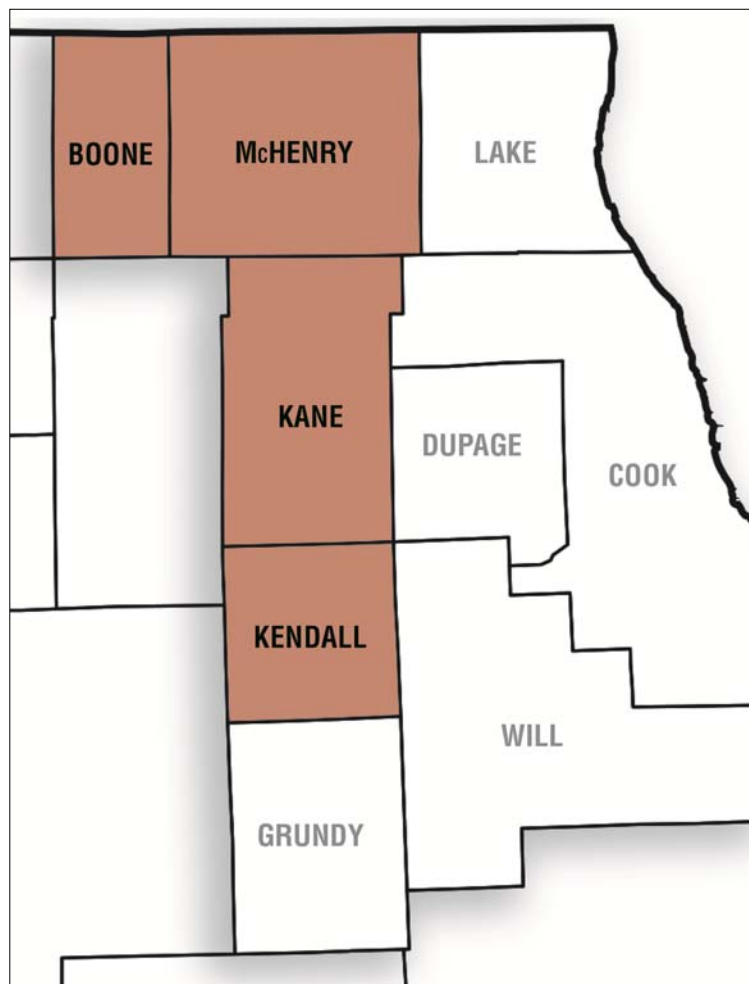 BOONE
McHENRY
LAKE
KANE
DUPAGE
COOK
KENDALL
WILL
GRUNDY